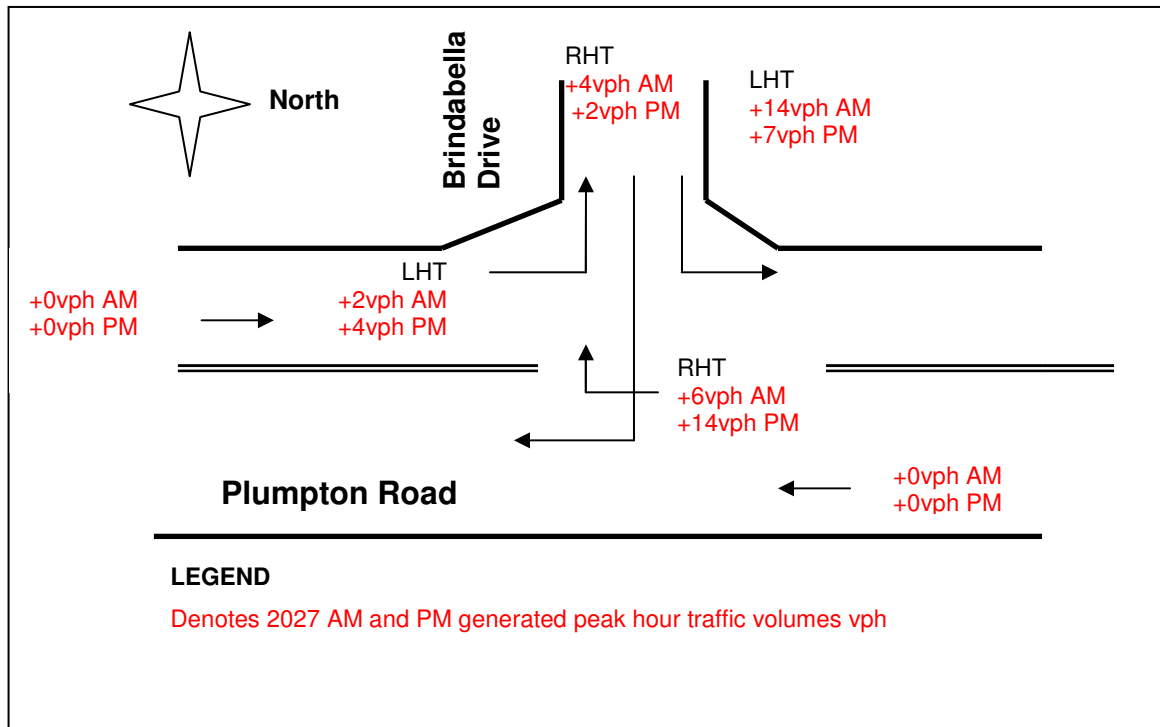 RHT
+4vph AM
+2vph PM
LHT
+14vph AM
+7vph PM
North
Brindabella
Drive
LHT
+2vph AM
+4vph PM
+0vph AM
+0vph PM
RHT
+6vph AM
+14vph PM
+0vph AM
+0vph PM
Plumpton Road
LEGEND
Denotes 2027 AM and PM generated peak hour traffic volumes vph